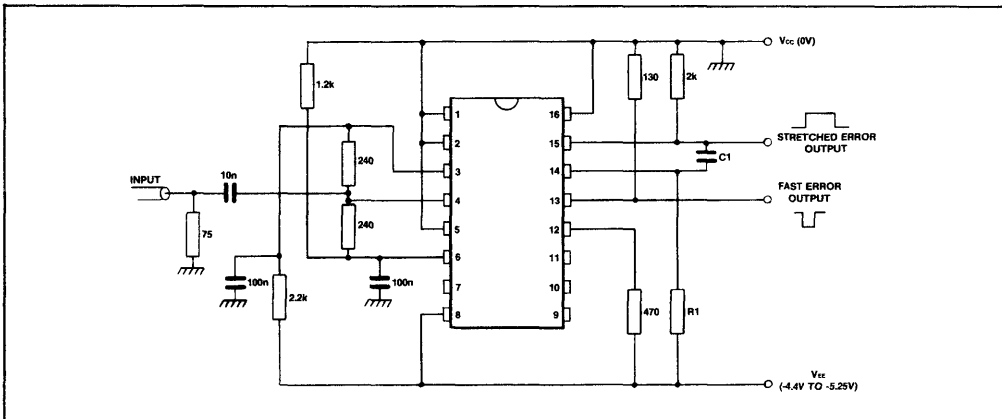 Vcc (0V)
1.2k
130
2k
1
16
2
15
STRETCHED ERROR
OUTPUT
240
C1
3
14
INPUT
10n
FAST ERROR
OUTPUT
4
13
240
5
12
75
6
11
100n
100n
7
10
2.2k
470
R1
8
9
VEE
(-4.4V TO -5.25V)